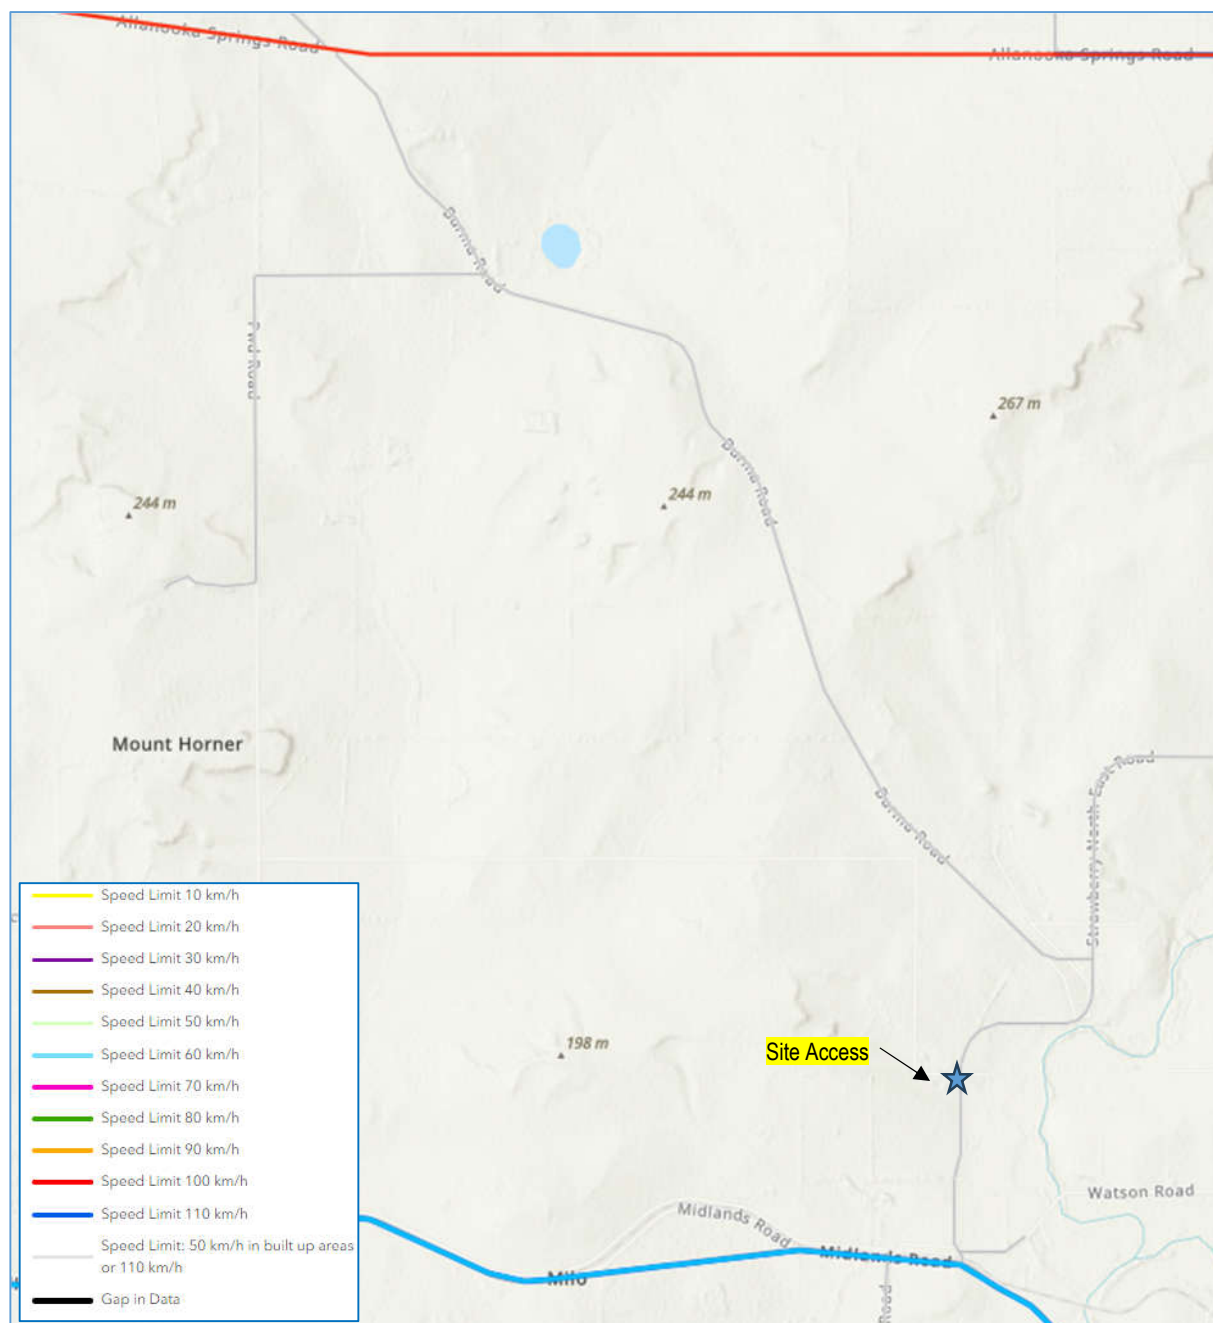 Allanooka Springs Road
Allanooka Springs Road
Burma Road
Burma Road
267 m
244 m
244 m
Mount Horner
Burma Road
Strawberry North East Road
Speed Limit 10 km/h
Speed Limit 20 km/h
Speed Limit 30 km/h
Speed Limit 40 km/h
Speed Limit 50 km/h
Speed Limit 60 km/h
Speed Limit 70 km/h
Speed Limit 80 km/h
Speed Limit 90 km/h
Speed Limit 100 km/h
Speed Limit 110 km/h
Speed Limit: 50 km/h in built up areas
or 110 km/h
Gap in Data
198 m
Site Access
Watson Road
Midlands Road
Midlands Road
Milo
Road